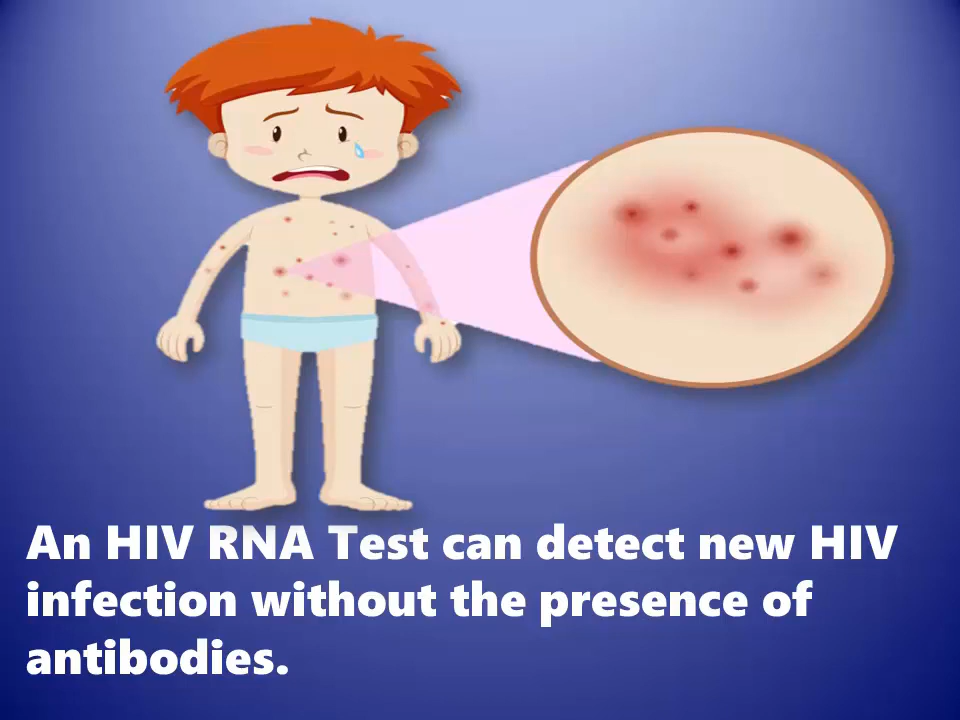 An HIV RNA Test can detect new HIV
infection without the presence of
antibodies.